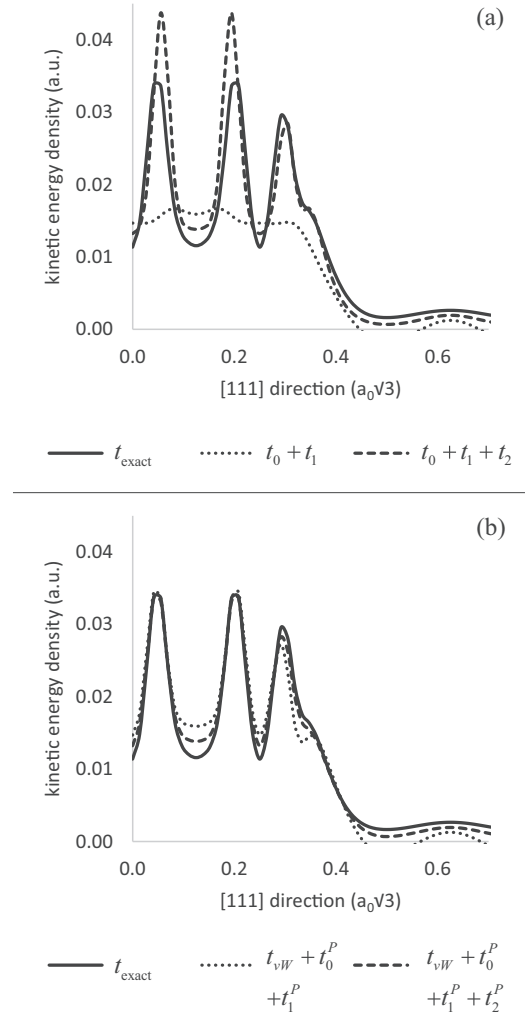 (a)
kinetic energy density (a.u.)
0.04
0.03
0.02
0.01
0.00
0.0 0.2 0.4 0.6
[111] direction (a₀√3)
t_exact t₀ + t₁ t₀ + t₁ + t₂
(b)
kinetic energy density (a.u.)
0.04
0.03
0.02
0.01
0.00
0.0 0.2 0.4 0.6
[111] direction (a₀√3)
t_exact t_vW + t₀^P t_vW + t₀^P
+t₁^P +t₁^P + t₂^P